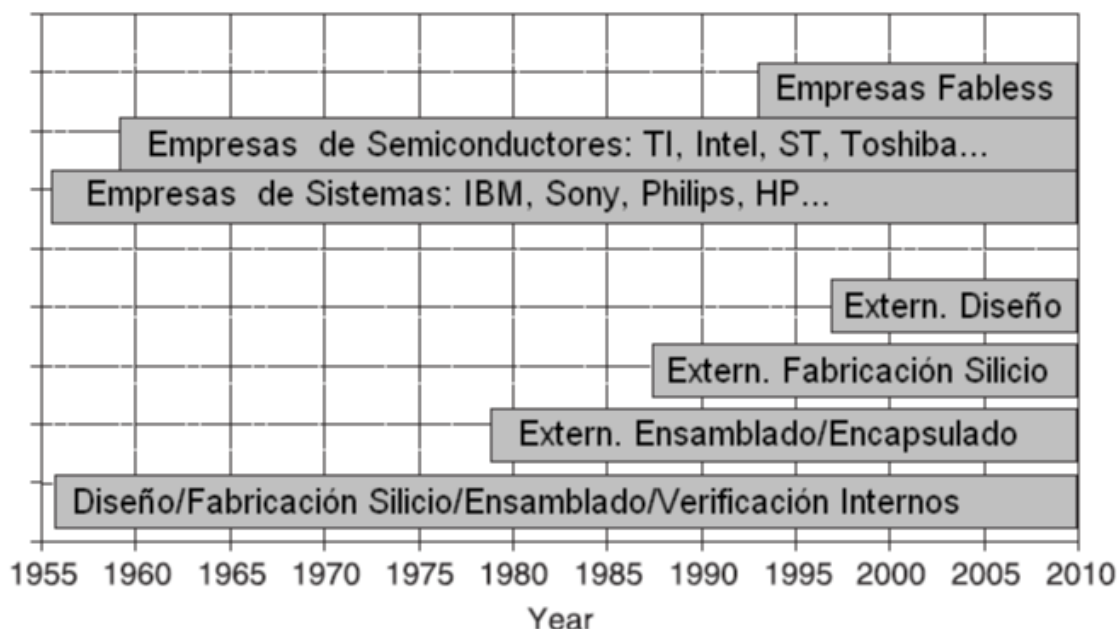 Empresas Fabless
Empresas de Semiconductores: TI, Intel, ST, Toshiba...
Empresas de Sistemas: IBM, Sony, Philips, HP...
Extern. Diseño
Extern. Fabricación Silicio
Extern. Ensamblado/Encapsulado
Diseño/Fabricación Silicio/Ensamblado/Verificación Internos
1955 1960 1965 1970 1975 1980 1985 1990 1995 2000 2005 2010
Year